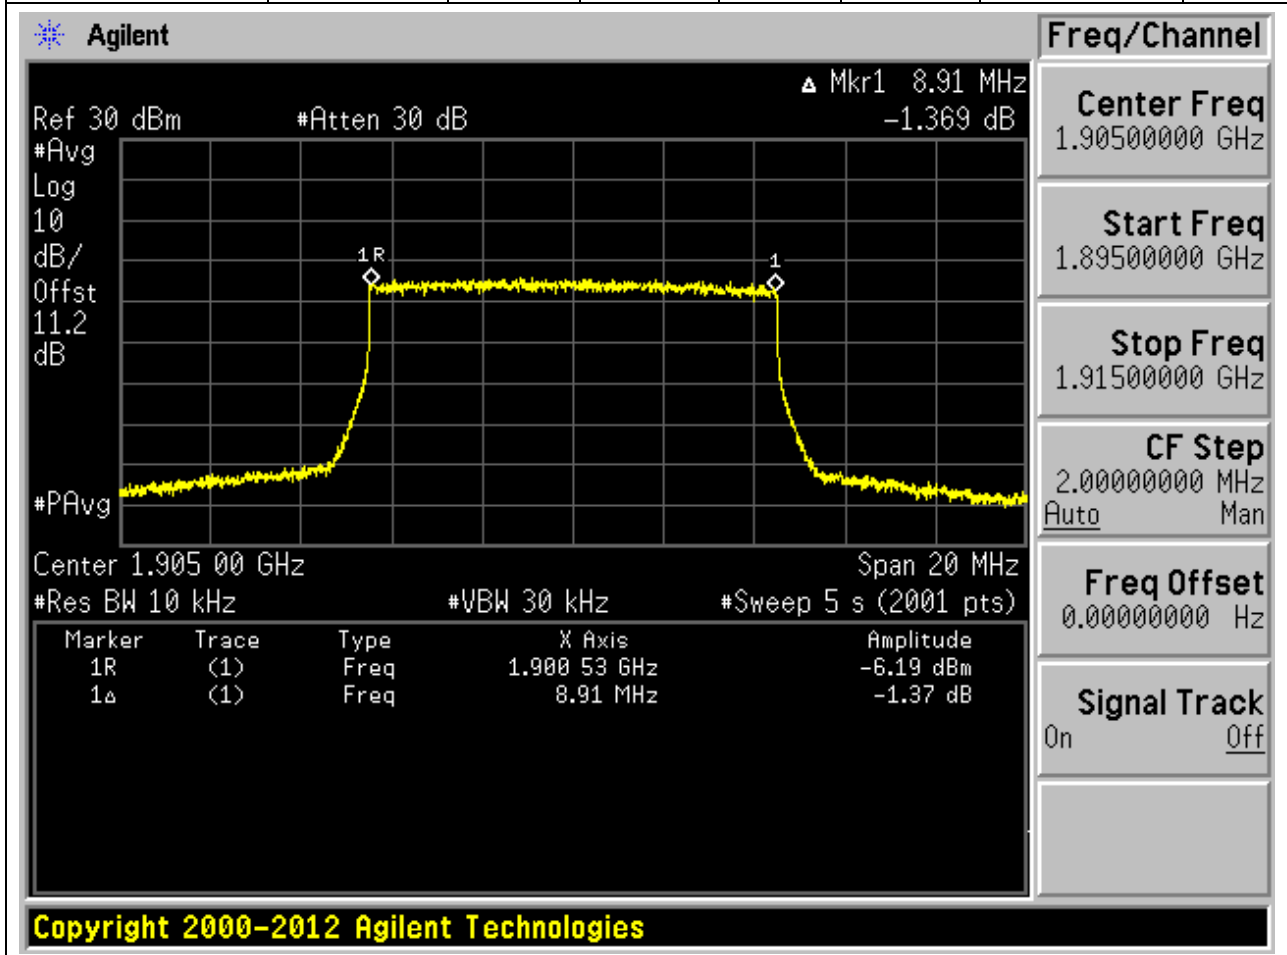 Agilent
Freq/Channel
Δ Mkr1 8.91 MHz
Ref 30 dBm #Atten 30 dB -1.369 dB
#Avg
Log
10
dB/
Offst
11.2
dB
#PAvg
1R
1
Center 1.905 00 GHz Span 20 MHz
#Res BW 10 kHz #VBW 30 kHz #Sweep 5 s (2001 pts)
Marker Trace Type X Axis Amplitude
1R (1) Freq 1.900 53 GHz -6.19 dBm
1Δ (1) Freq 8.91 MHz -1.37 dB
Center Freq
1.90500000 GHz
Start Freq
1.89500000 GHz
Stop Freq
1.91500000 GHz
CF Step
2.00000000 MHz
Auto Man
Freq Offset
0.00000000 Hz
Signal Track
On Off
Copyright 2000-2012 Agilent Technologies